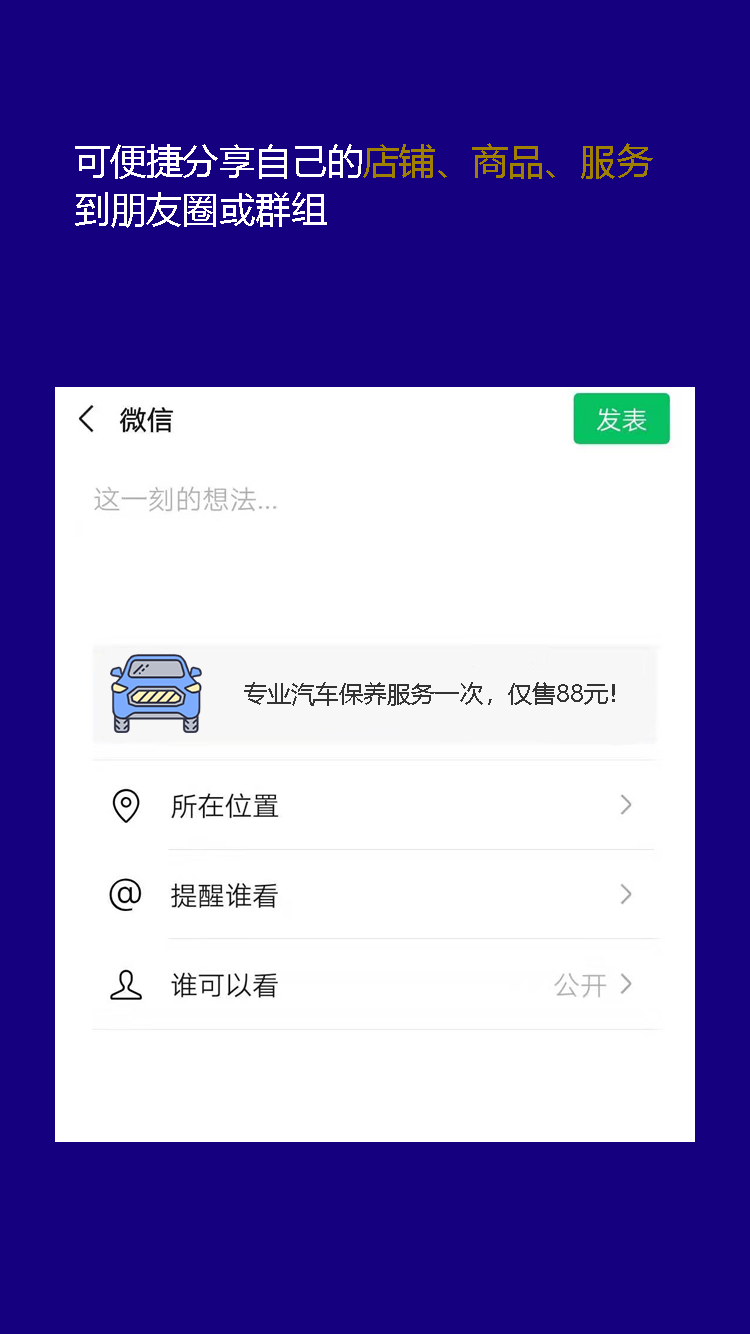 可便捷分享自己的店铺、商品、服务
到朋友圈或群组
微信
发表
这一刻的想法...
专业汽车保养服务一次，仅售88元!
所在位置
@ 提醒谁看
谁可以看
公开